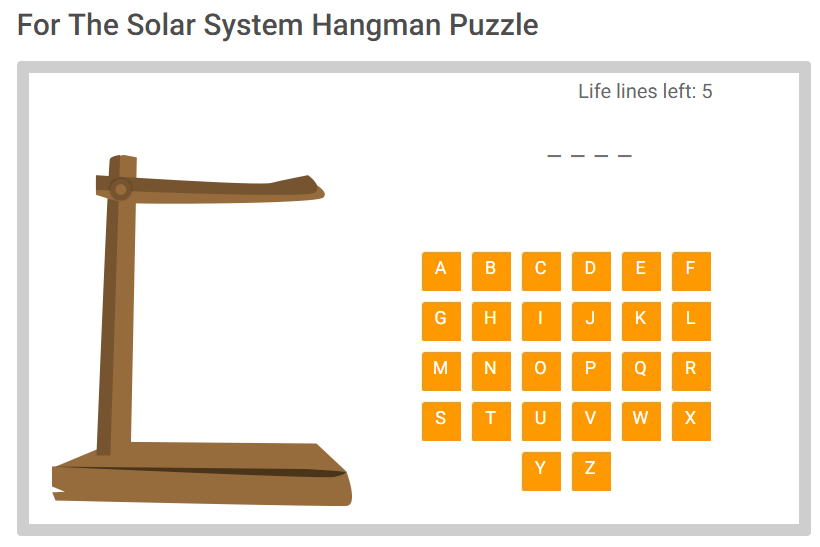 For The Solar System Hangman Puzzle
Life lines left: 5
_ _ _ _
A B C D E F
G H I J K L
M N O P Q R
S T U V W X
Y Z